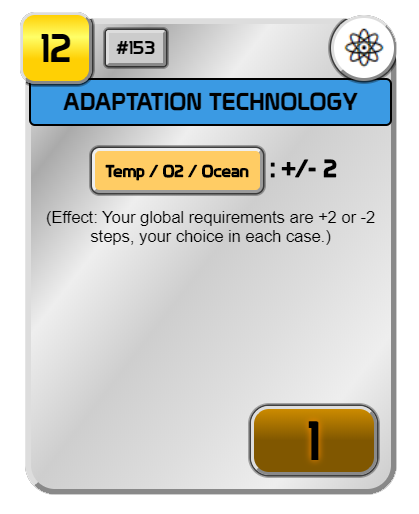 12
#153
ADAPTATION TECHNOLOGY
Temp / O2 / Ocean : +/- 2
(Effect: Your global requirements are +2 or -2
steps, your choice in each case.)
1